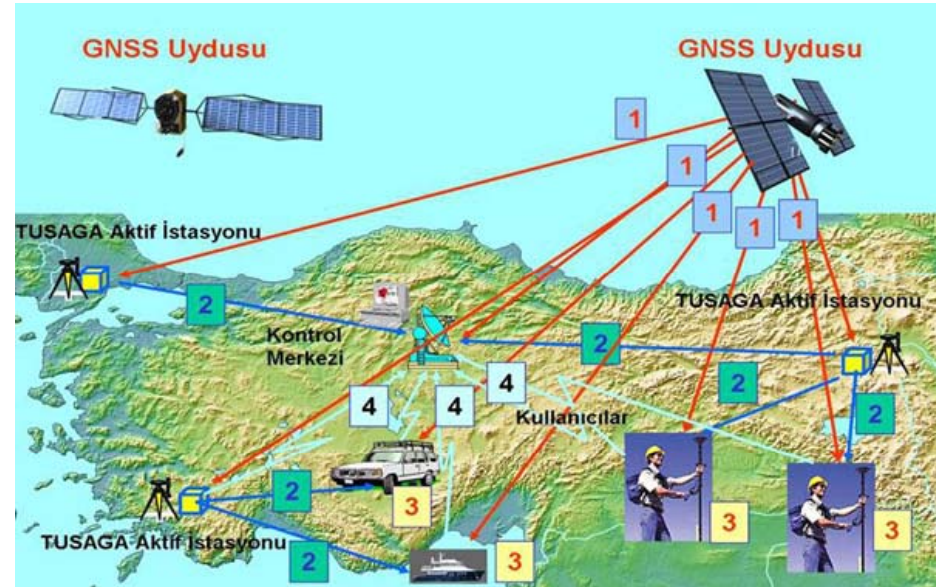 GNSS Uydusu
GNSS Uydusu
1
1
1
1
1
TUSAGA Aktif İstasyonu
TUSAGA Aktif İstasyonu
2
Kontrol
Merkezi
2
2
2
4
4
4
Kullanıcılar
2
3
3
3
TUSAGA Aktif İstasyonu
2
3